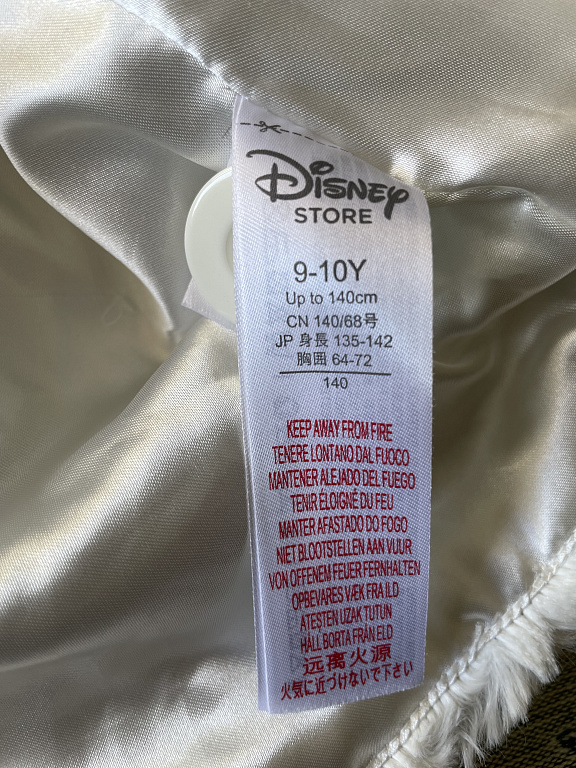 Disney
STORE
9-10Y
Up to 140cm
CN 140/68号
JP 身長 135-142
胸囲 64-72
140
KEEP AWAY FROM FIRE
TENERE LONTANO DAL FUOCO
MANTENER ALEJADO DEL FUEGO
TENIR ÉLOIGNÉ DU FEU
MANTER AFASTADO DO FOGO
NIET BLOOTSTELLEN AAN VUUR
VON OFFENEM FEUER FERNHALTEN
OPBEVARES VÆK FRA ILD
ATESTEN UZAK TUTUN
HÅLL BORTA FRÅN ELD
远离火源
火気に近づけないで下さい